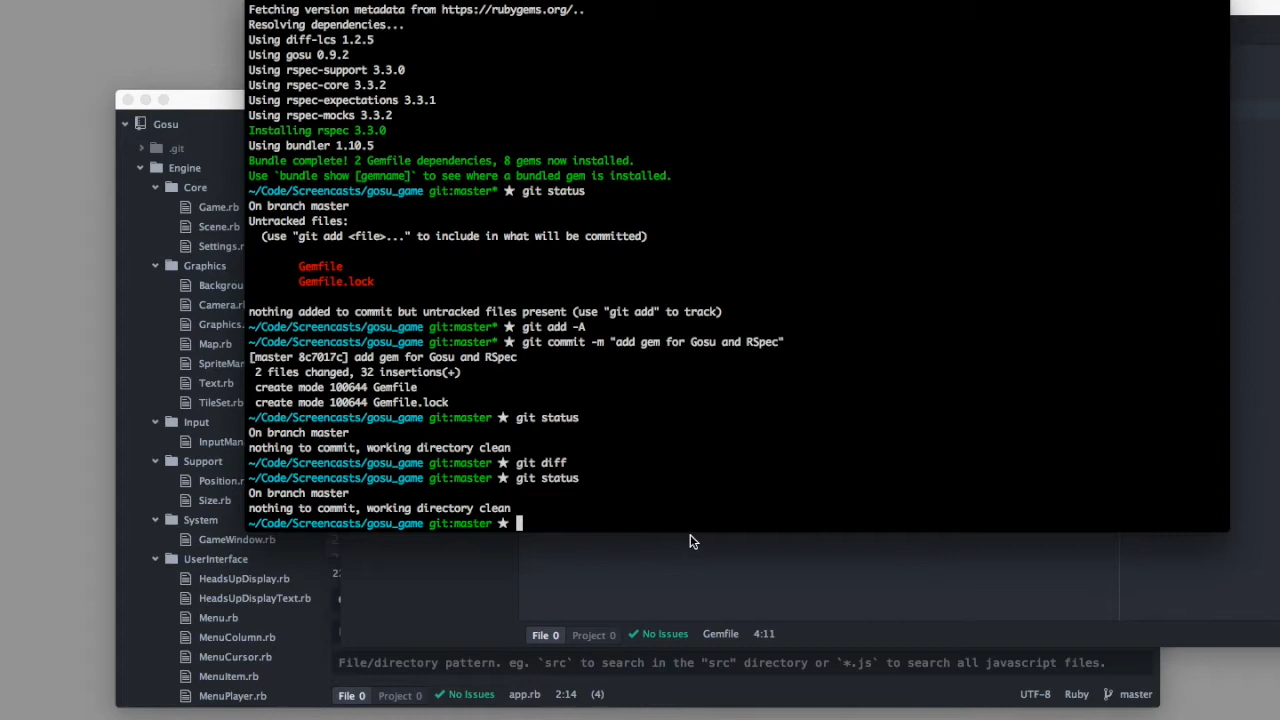 Fetching version metadata from https://rubygems.org/..
Resolving dependencies...
Using diff-lcs 1.2.5
Using gosu 0.9.2
Using rspec-support 3.3.0
Using rspec-core 3.3.2
Using rspec-expectations 3.3.1
Using rspec-mocks 3.3.2
Installing rspec 3.3.0
Using bundler 1.10.5
Bundle complete! 2 Gemfile dependencies, 8 gems now installed.
Use `bundle show [gemname]` to see where a bundled gem is installed.
~/Code/Screencasts/gosu_game git:master* ★ git status
On branch master
Untracked files:
(use "git add <file>..." to include in what will be committed)
Gemfile
Gemfile.lock
nothing added to commit but untracked files present (use "git add" to track)
~/Code/Screencasts/gosu_game git:master* ★ git add -A
~/Code/Screencasts/gosu_game git:master* ★ git commit -m "add gem for Gosu and RSpec"
[master 8c7017c] add gem for Gosu and RSpec
2 files changed, 32 insertions(+)
create mode 100644 Gemfile
create mode 100644 Gemfile.lock
~/Code/Screencasts/gosu_game git:master ★ git status
On branch master
nothing to commit, working directory clean
~/Code/Screencasts/gosu_game git:master ★ git diff
~/Code/Screencasts/gosu_game git:master ★ git status
On branch master
nothing to commit, working directory clean
~/Code/Screencasts/gosu_game git:master ★
Gosu
.git
Engine
Core
Game.rb
Scene.rb
Settings.r
Graphics
Backgrou
Camera.r
Graphics.
Map.rb
SpriteMan
Text.rb
TileSet.rb
Input
InputMan
Support
Position.r
Size.rb
System
GameWindow.rb
UserInterface
HeadsUpDisplay.rb
HeadsUpDisplayText.rb
Menu.rb
MenuColumn.rb
MenuCursor.rb
MenuItem.rb
MenuPlayer.rb
File 0 Project 0 No Issues Gemfile 4:11
File/directory pattern. eg. `src` to search in the "src" directory or `*.js` to search all javascript files.
File 0 Project 0 No Issues app.rb 2:14 (4) UTF-8 Ruby master